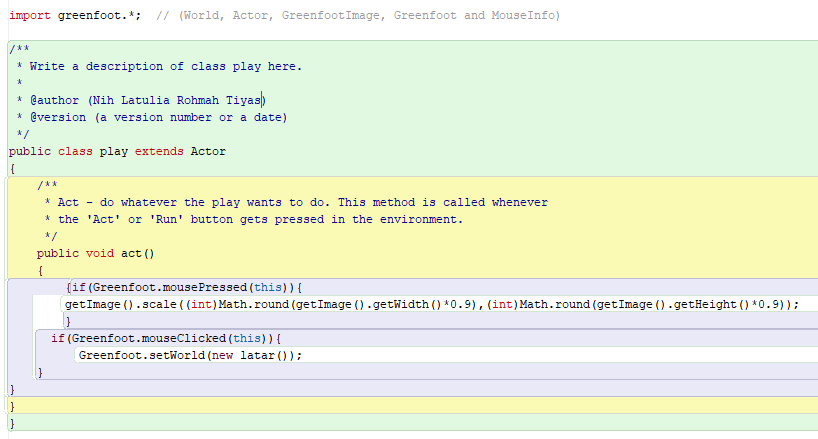 import greenfoot.*;  // (World, Actor, GreenfootImage, Greenfoot and MouseInfo)
/**
 * Write a description of class play here.
 *
 * @author (Nih Latulia Rohmah Tiyas)
 * @version (a version number or a date)
 */
public class play extends Actor
{
    /**
     * Act - do whatever the play wants to do. This method is called whenever
     * the 'Act' or 'Run' button gets pressed in the environment.
     */
    public void act()
    {
        {if(Greenfoot.mousePressed(this)){
        getImage().scale((int)Math.round(getImage().getWidth()*0.9),(int)Math.round(getImage().getHeight()*0.9));
        }
      if(Greenfoot.mouseClicked(this)){
          Greenfoot.setWorld(new latar());
    }
}
}
}